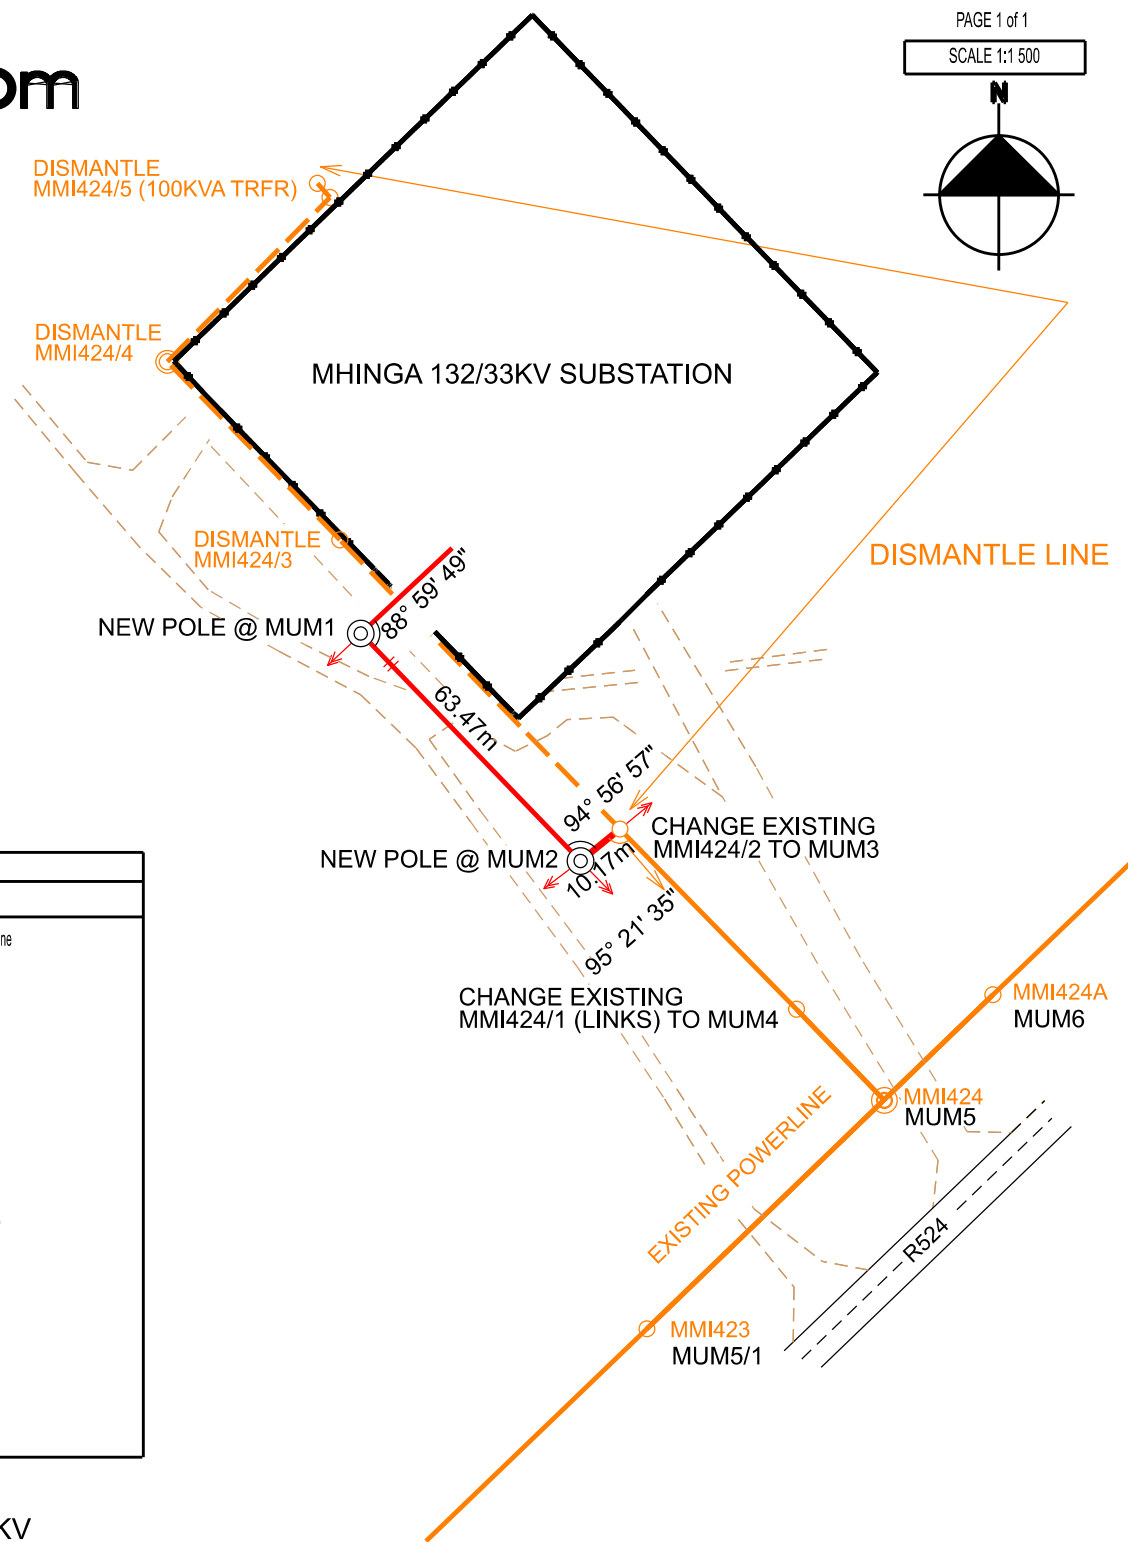 PAGE 1 of 1
SCALE 1:1 500
N
om
DISMANTLE
MMI424/5 (100KVA TRFR)
DISMANTLE
MMI424/4
MHINGA 132/33KV SUBSTATION
DISMANTLE
MMI424/3
DISMANTLE LINE
88° 59' 49"
NEW POLE @ MUM1
63.47m
94° 56' 57"
CHANGE EXISTING
MMI424/2 TO MUM3
NEW POLE @ MUM2
10.17m
95° 21' 35"
ne
CHANGE EXISTING
MMI424/1 (LINKS) TO MUM4
MMI424A
MUM6
MMI424
MUM5
EXISTING POWERLINE
R524
MMI423
MUM5/1
KV